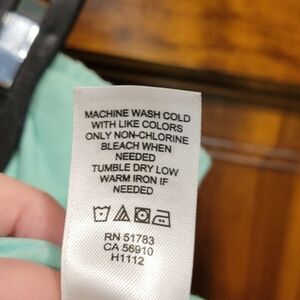 MACHINE WASH COLD
WITH LIKE COLORS
ONLY NON-CHLORINE
BLEACH WHEN
NEEDED
TUMBLE DRY LOW
WARM IRON IF
NEEDED
RN 51783
CA 56910
H1112